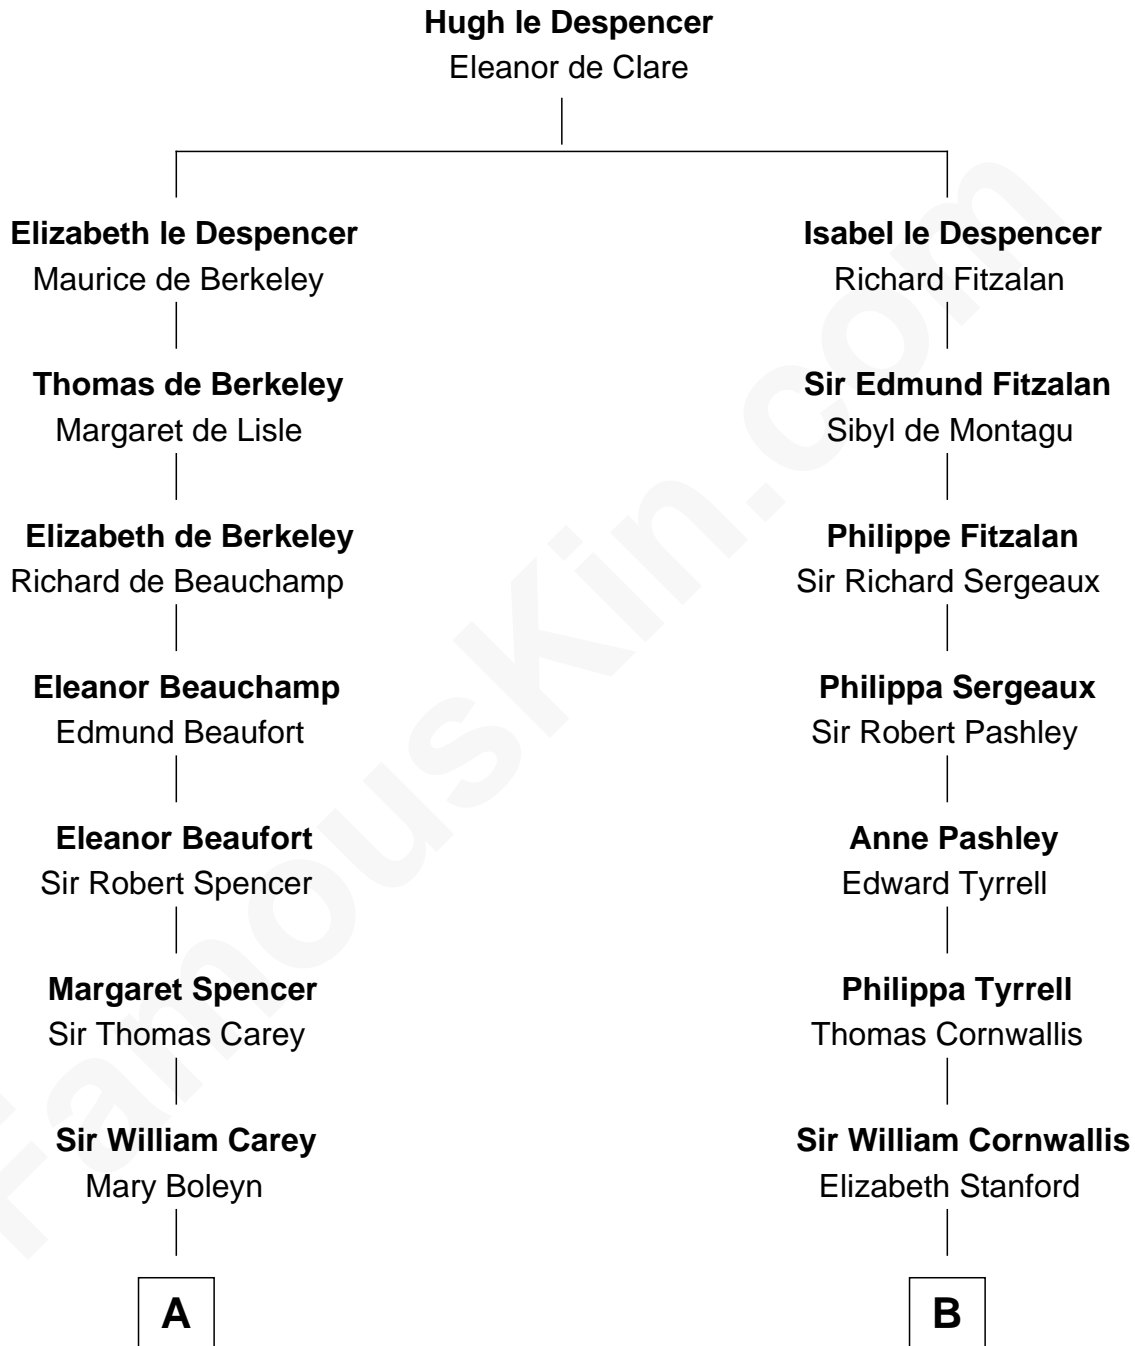 Hugh le Despencer
Eleanor de Clare
Elizabeth le Despencer
Maurice de Berkeley
Isabel le Despencer
Richard Fitzalan
Thomas de Berkeley
Margaret de Lisle
Sir Edmund Fitzalan
Sibyl de Montagu
Elizabeth de Berkeley
Richard de Beauchamp
Philippe Fitzalan
Sir Richard Sergeaux
Eleanor Beauchamp
Edmund Beaufort
Philippa Sergeaux
Sir Robert Pashley
Eleanor Beaufort
Sir Robert Spencer
Anne Pashley
Edward Tyrrell
Margaret Spencer
Sir Thomas Carey
Philippa Tyrrell
Thomas Cornwallis
Sir William Carey
Mary Boleyn
Sir William Cornwallis
Elizabeth Stanford
A
B
FamousKin.com